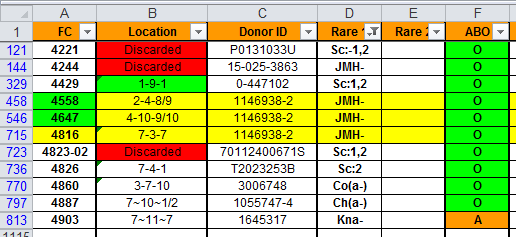 A B C D E F
1 FC Location Donor ID Rare Rare 2 ABO
121 4221 Discarded P0131033U Sc:-1,2 O
144 4244 Discarded 15-025-3863 JMH- O
329 4429 1-9-1 0-447102 Sc:1,2 O
458 4558 2-4-8/9 1146938-2 JMH- O
546 4647 4-10-9/10 1146938-2 JMH- O
715 4816 7-3-7 1146938-2 JMH- O
723 4823-02 Discarded 70112400671S Sc:1,2 O
736 4826 7-4-1 T2023253B Sc:2 O
770 4860 3-7-10 3006748 Co(a-) O
797 4887 7~10~1/2 1055747-4 Ch(a-) O
813 4903 7~11~7 1645317 Kna- A